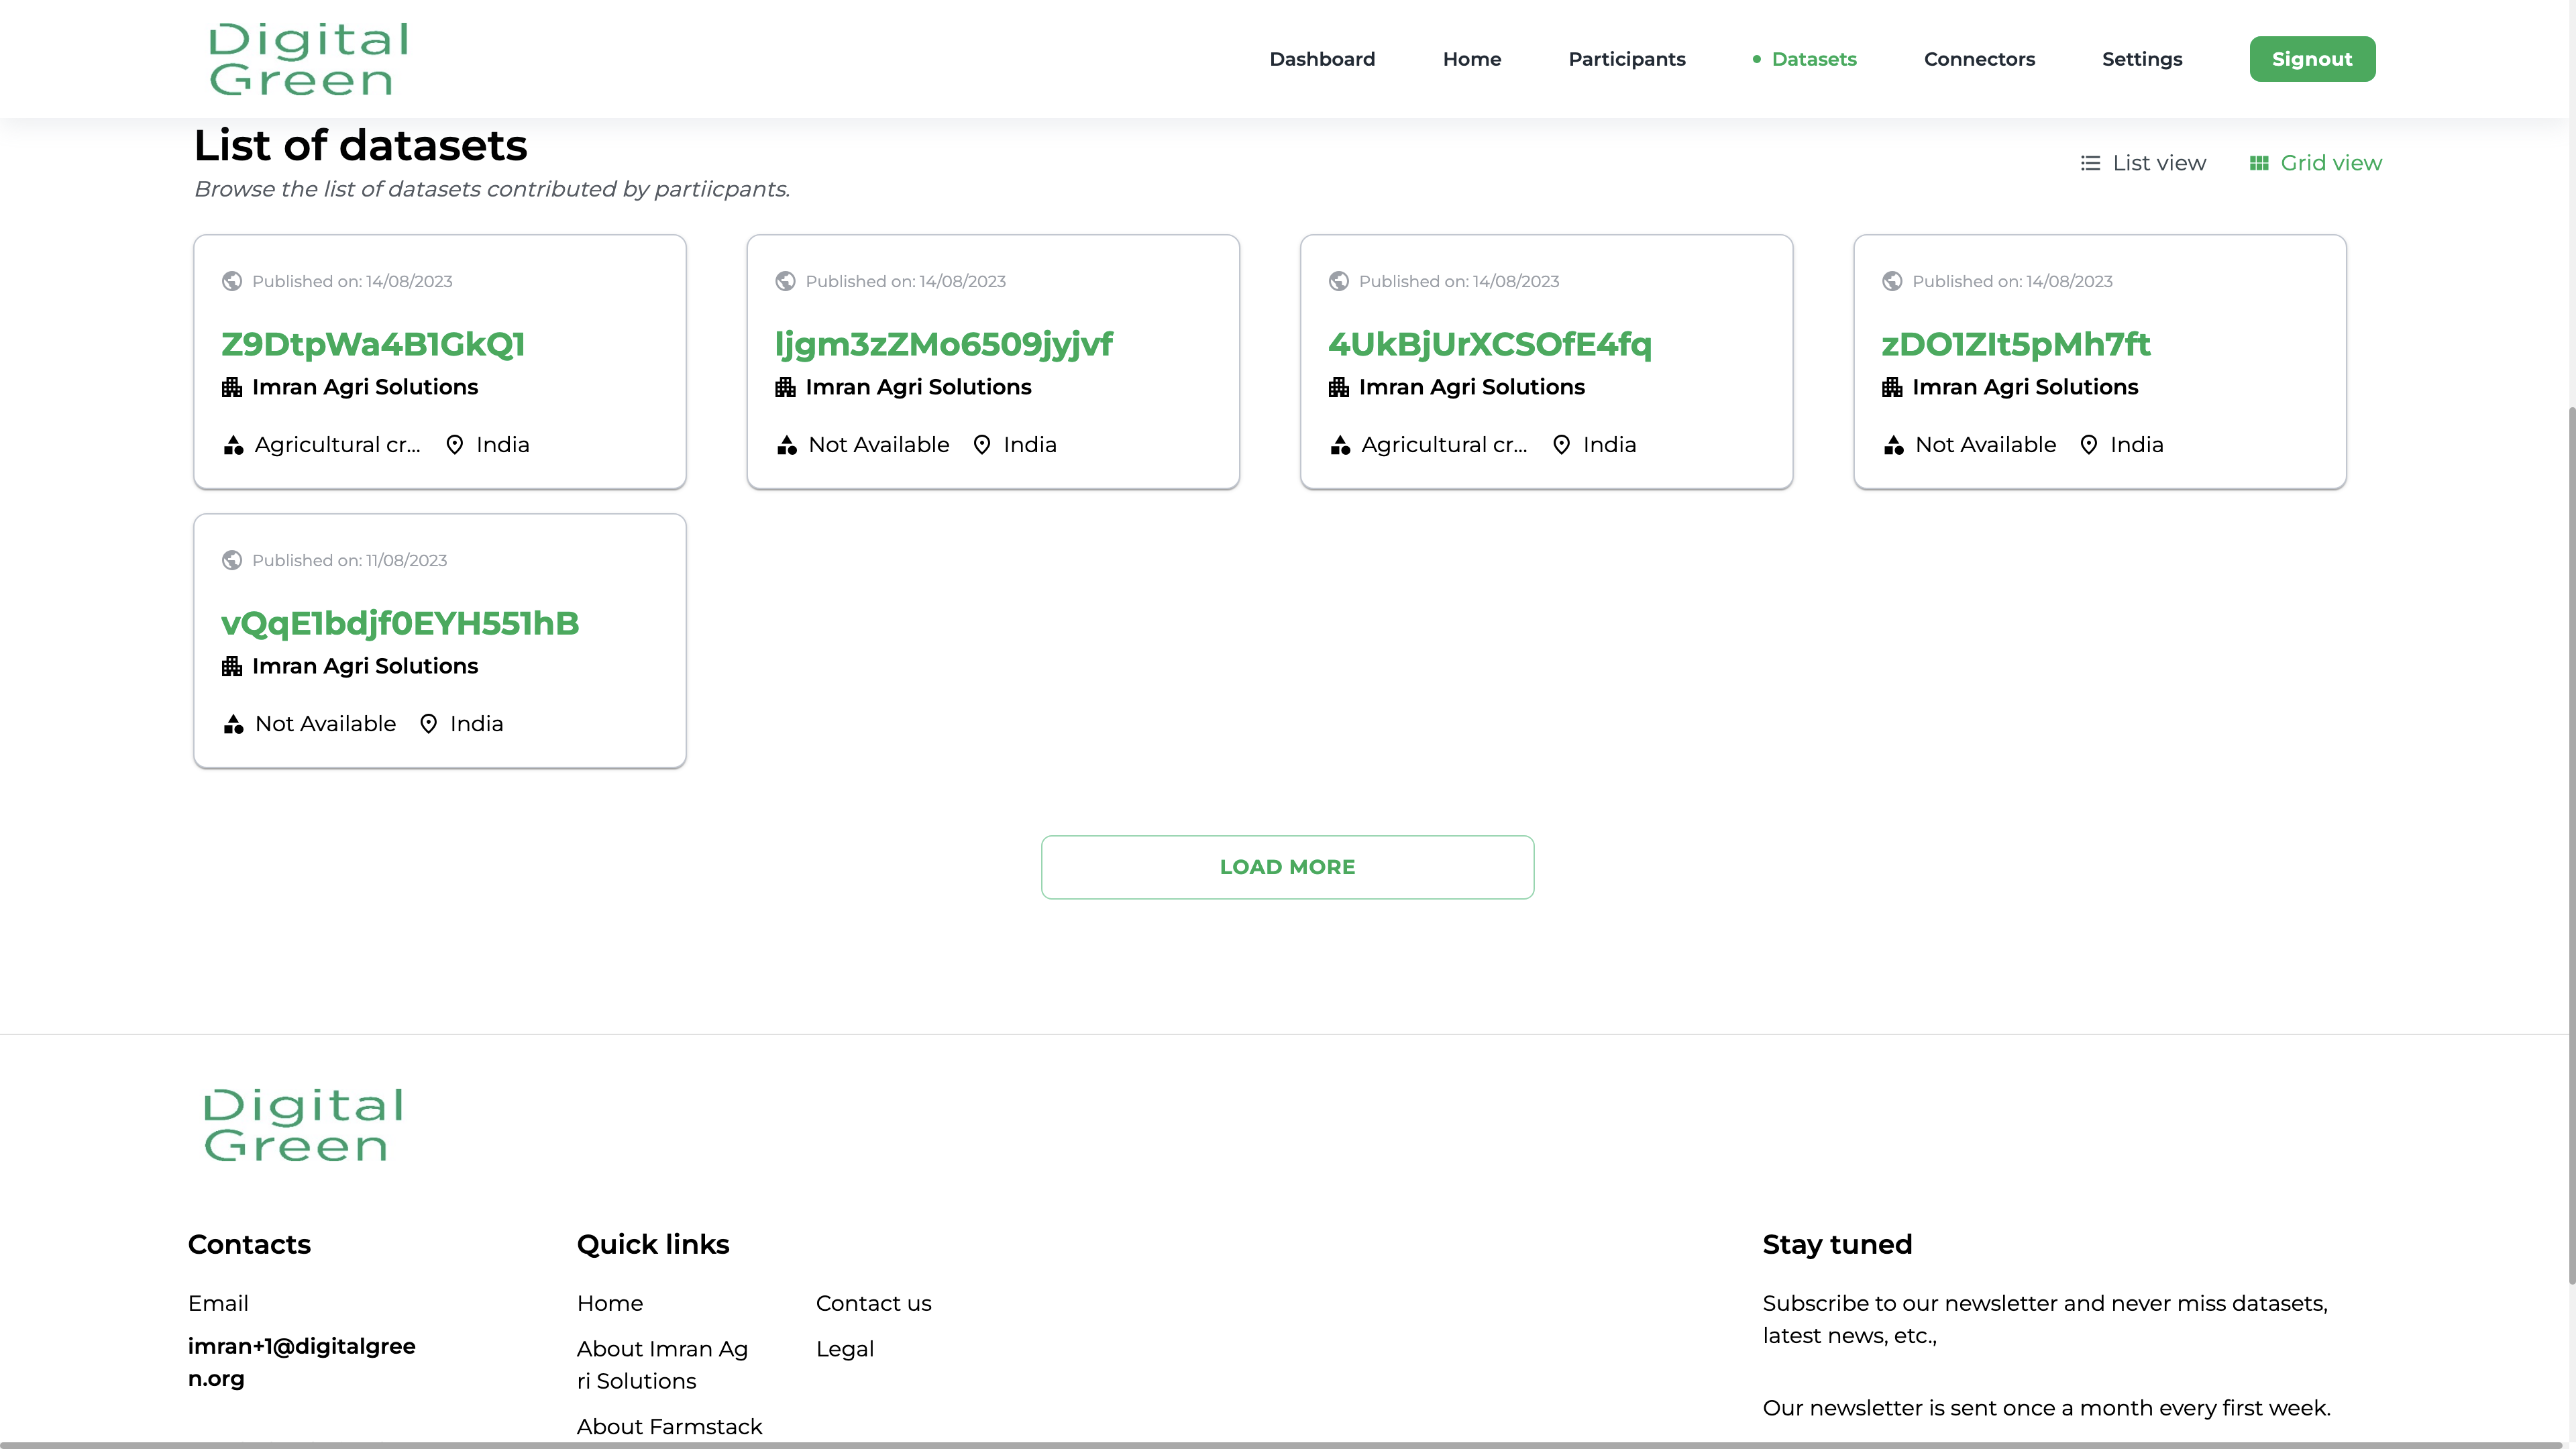 Digital
Green
Dashboard Home Participants Datasets Connectors Settings Signout
List of datasets
List view Grid view
Browse the list of datasets contributed by partiicpants.
Published on: 14/08/2023
Z9DtpWa4B1GkQ1
Imran Agri Solutions
Agricultural cr... India
Published on: 14/08/2023
ljgm3zZMo6509jyjvf
Imran Agri Solutions
Not Available India
Published on: 14/08/2023
4UkBjUrXCSOfE4fq
Imran Agri Solutions
Agricultural cr... India
Published on: 14/08/2023
zDO1ZIt5pMh7ft
Imran Agri Solutions
Not Available India
Published on: 11/08/2023
vQqE1bdjf0EYH551hB
Imran Agri Solutions
Not Available India
LOAD MORE
Digital
Green
Contacts
Email
imran+1@digitalgree
n.org
Quick links
Home
About Imran Ag
ri Solutions
About Farmstack
Contact us
Legal
Stay tuned
Subscribe to our newsletter and never miss datasets,
latest news, etc.,
Our newsletter is sent once a month every first week.